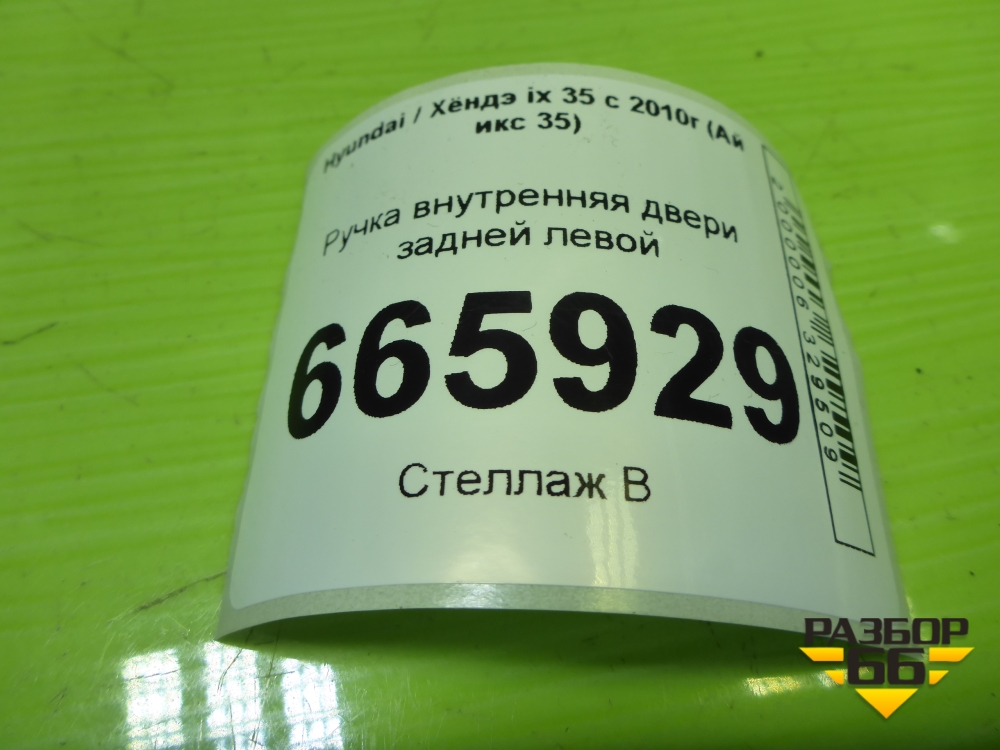 Hyundai / Хёндэ ix 35 с 2010г (Ай
икс 35)
Ручка внутренняя двери
задней левой
665929
Стеллаж В
2000006329509
РАЗБОР
66